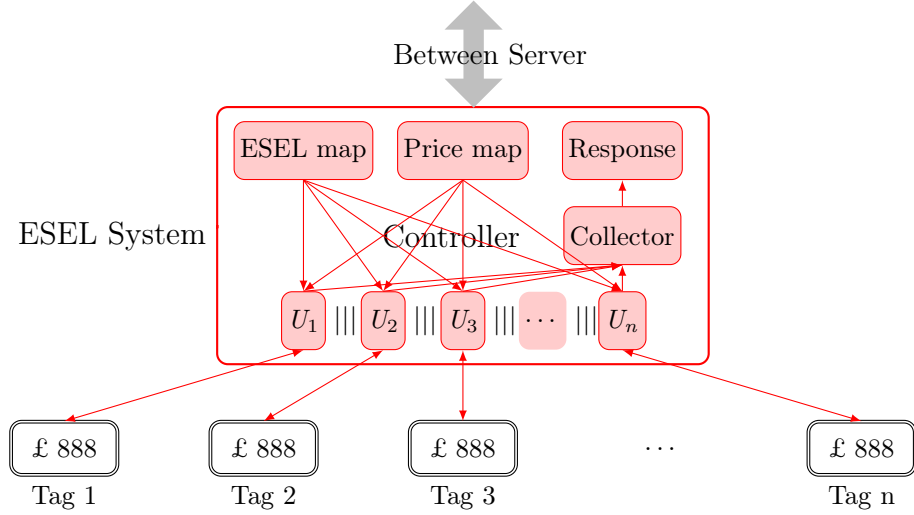 Between Server
ESEL map Price map Response
ESEL System Controller Collector
U₁ ||| U₂ ||| U₃ ||| ··· ||| Uₙ
£ 888 £ 888 £ 888 ··· £ 888
Tag 1 Tag 2 Tag 3 Tag n